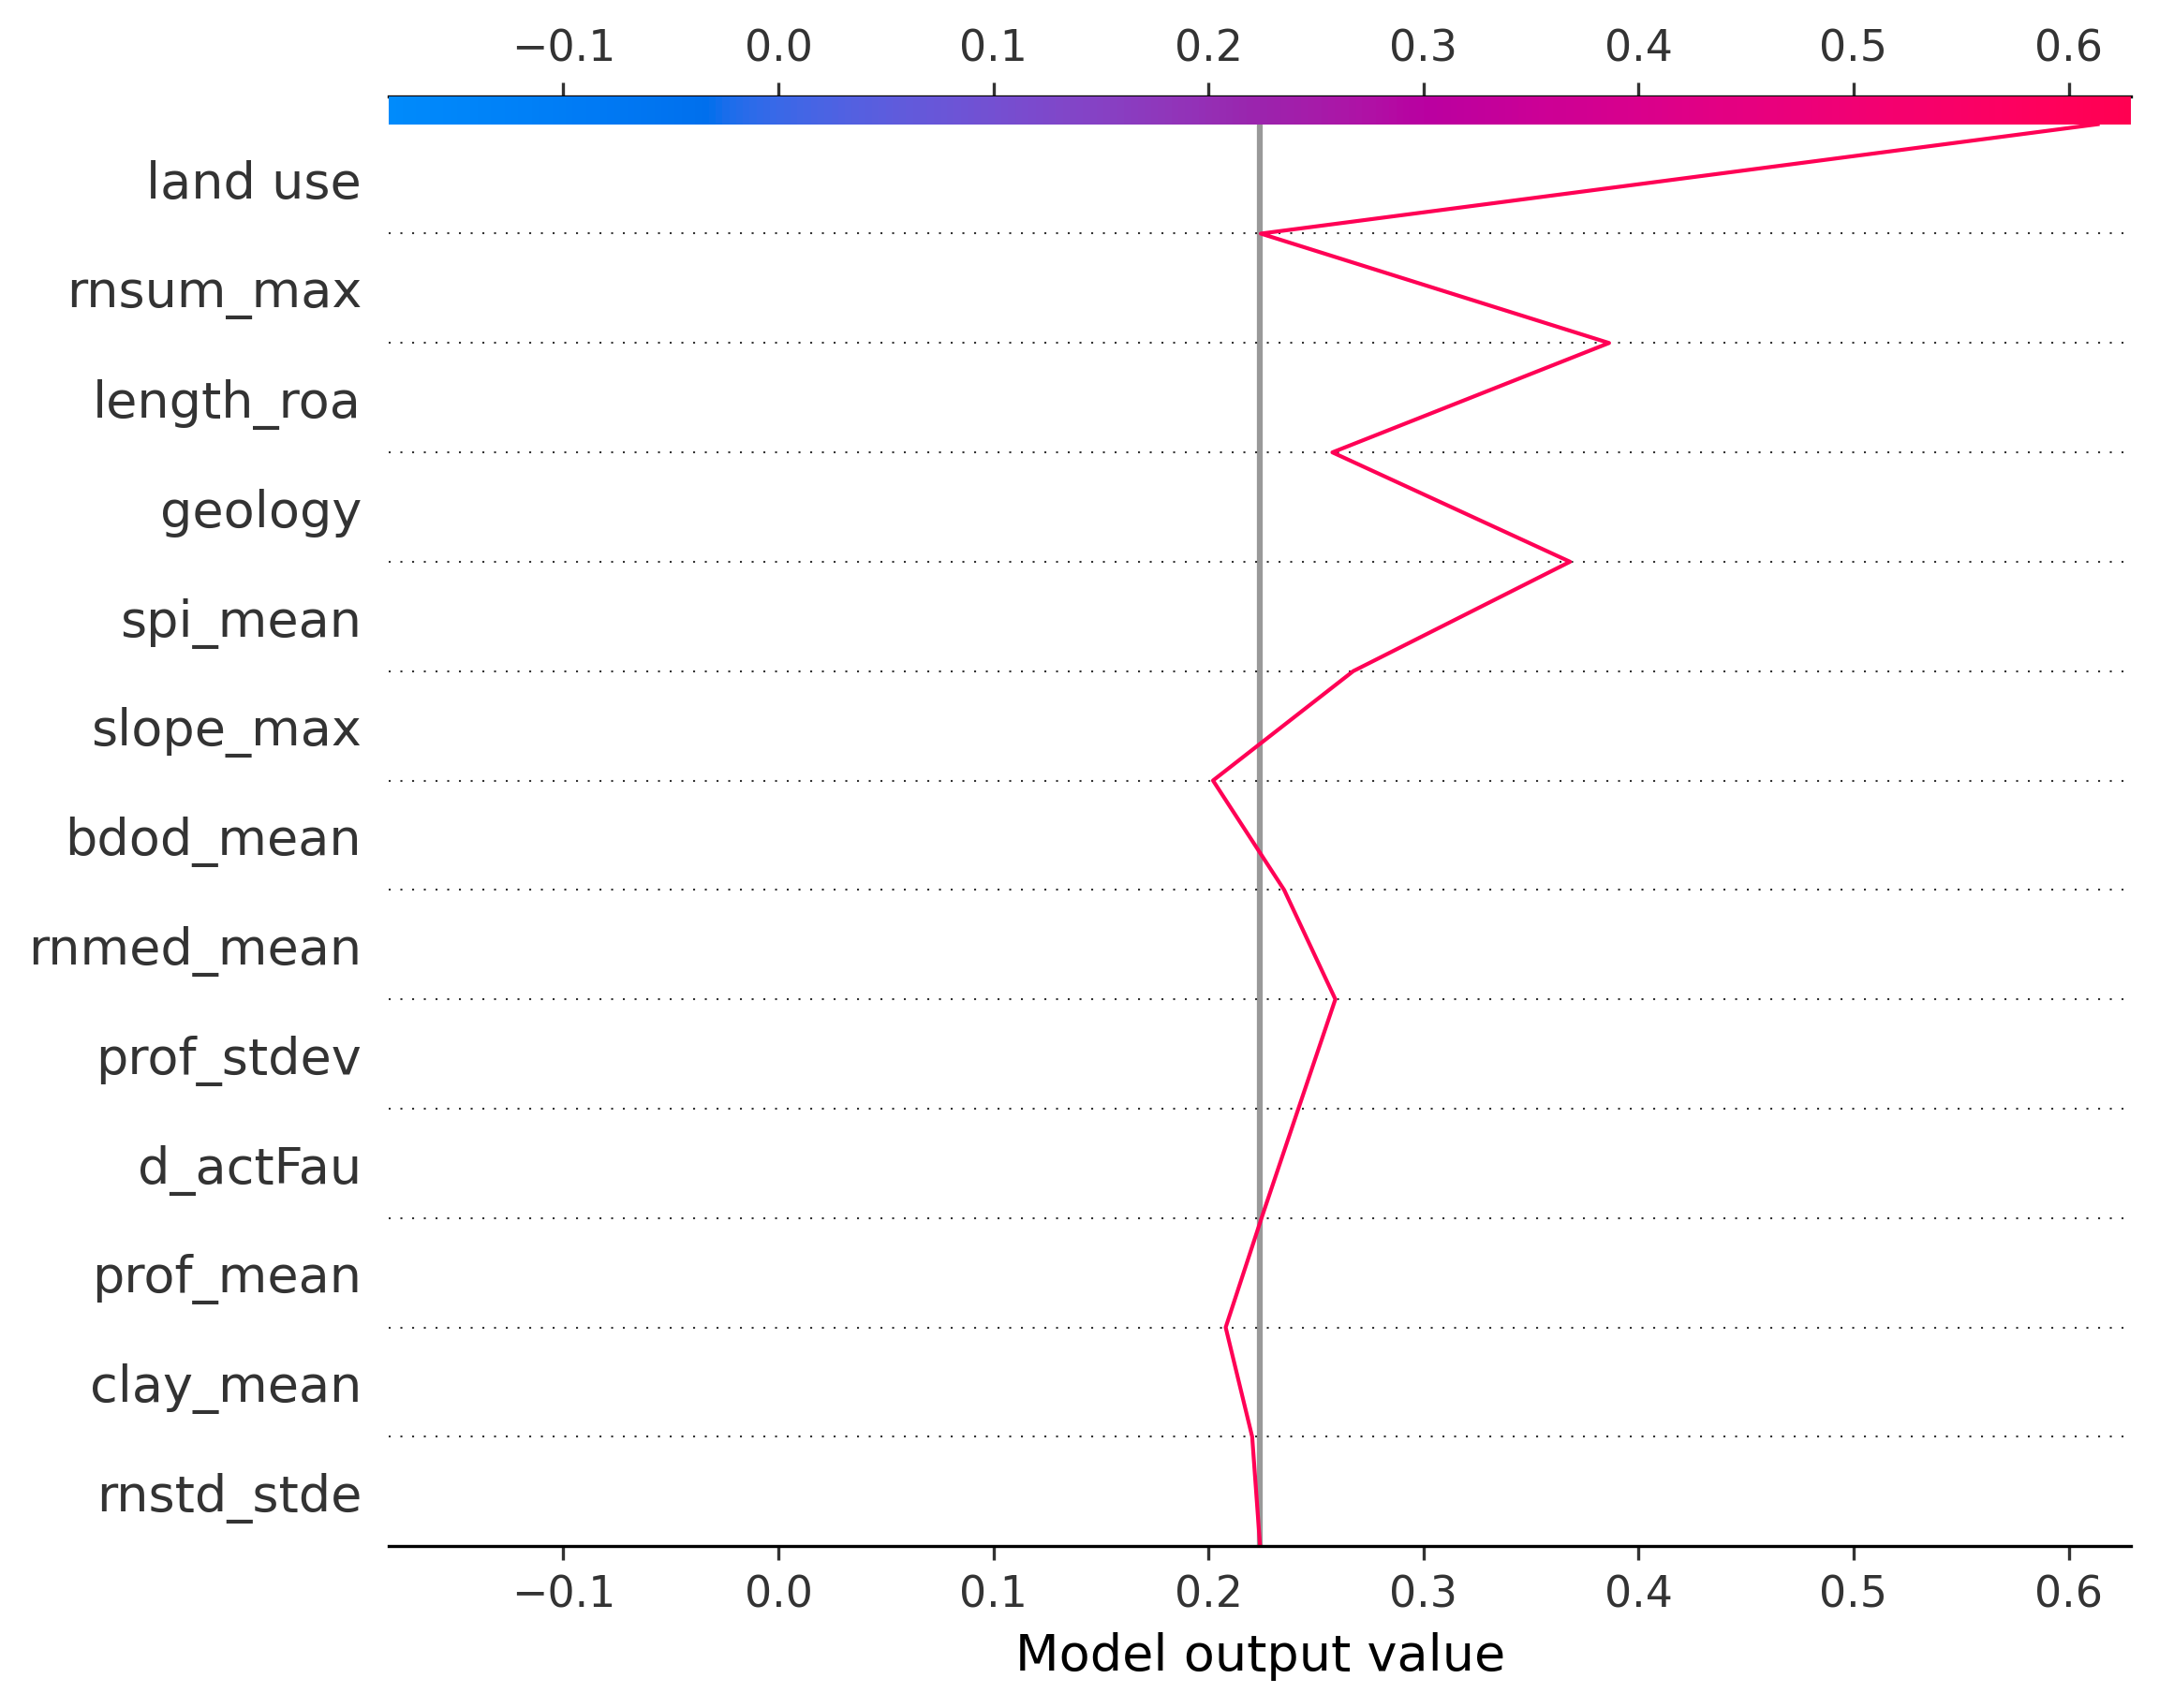 −0.1 0.0 0.1 0.2 0.3 0.4 0.5 0.6
land use
rnsum_max
length_roa
geology
spi_mean
slope_max
bdod_mean
rnmed_mean
prof_stdev
d_actFau
prof_mean
clay_mean
rnstd_stde
−0.1 0.0 0.1 0.2 0.3 0.4 0.5 0.6
Model output value